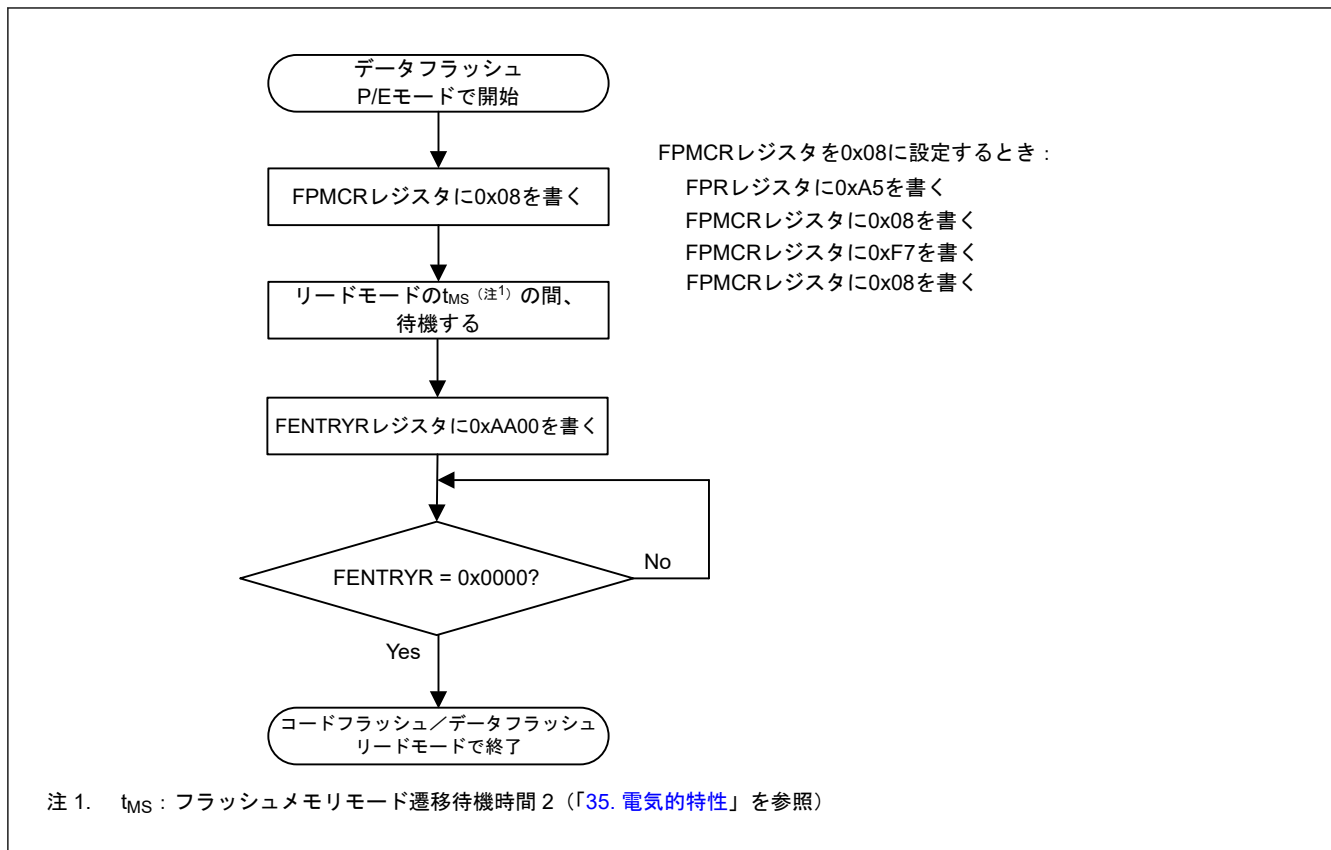 データフラッシュ
P/Eモードで開始
FPMCRレジスタに0x08を書く
リードモードのtMS（注1）の間、
待機する
FENTRYRレジスタに0xAA00を書く
FENTRYR = 0x0000?
No
Yes
コードフラッシュ／データフラッシュ
リードモードで終了
FPMCRレジスタを0x08に設定するとき：
FPRレジスタに0xA5を書く
FPMCRレジスタに0x08を書く
FPMCRレジスタに0xF7を書く
FPMCRレジスタに0x08を書く
注 1. tMS：フラッシュメモリモード遷移待機時間 2（「35. 電気的特性」を参照）